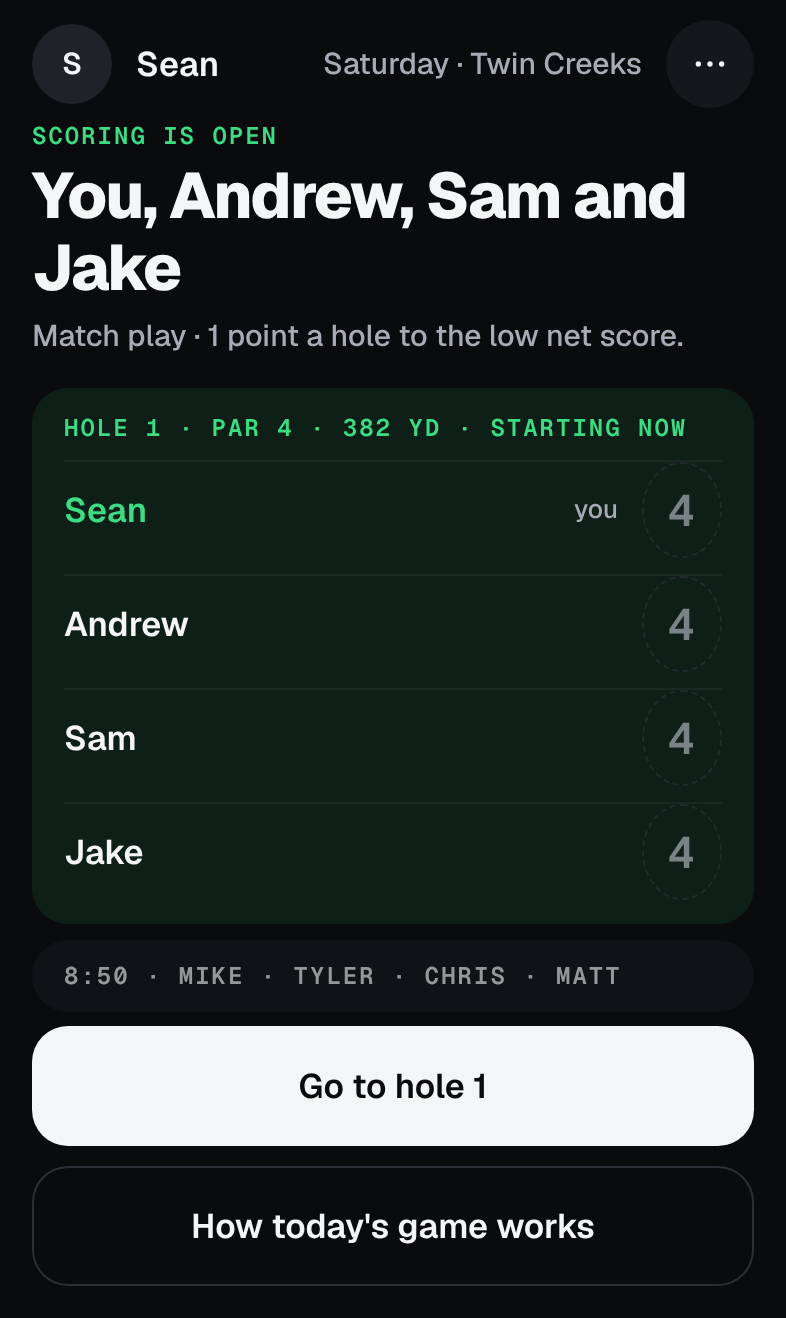 S Sean Saturday · Twin Creeks ...
SCORING IS OPEN
You, Andrew, Sam and
Jake
Match play · 1 point a hole to the low net score.
HOLE 1 · PAR 4 · 382 YD · STARTING NOW
Sean you 4
Andrew 4
Sam 4
Jake 4
8:50 · MIKE · TYLER · CHRIS · MATT
Go to hole 1
How today's game works